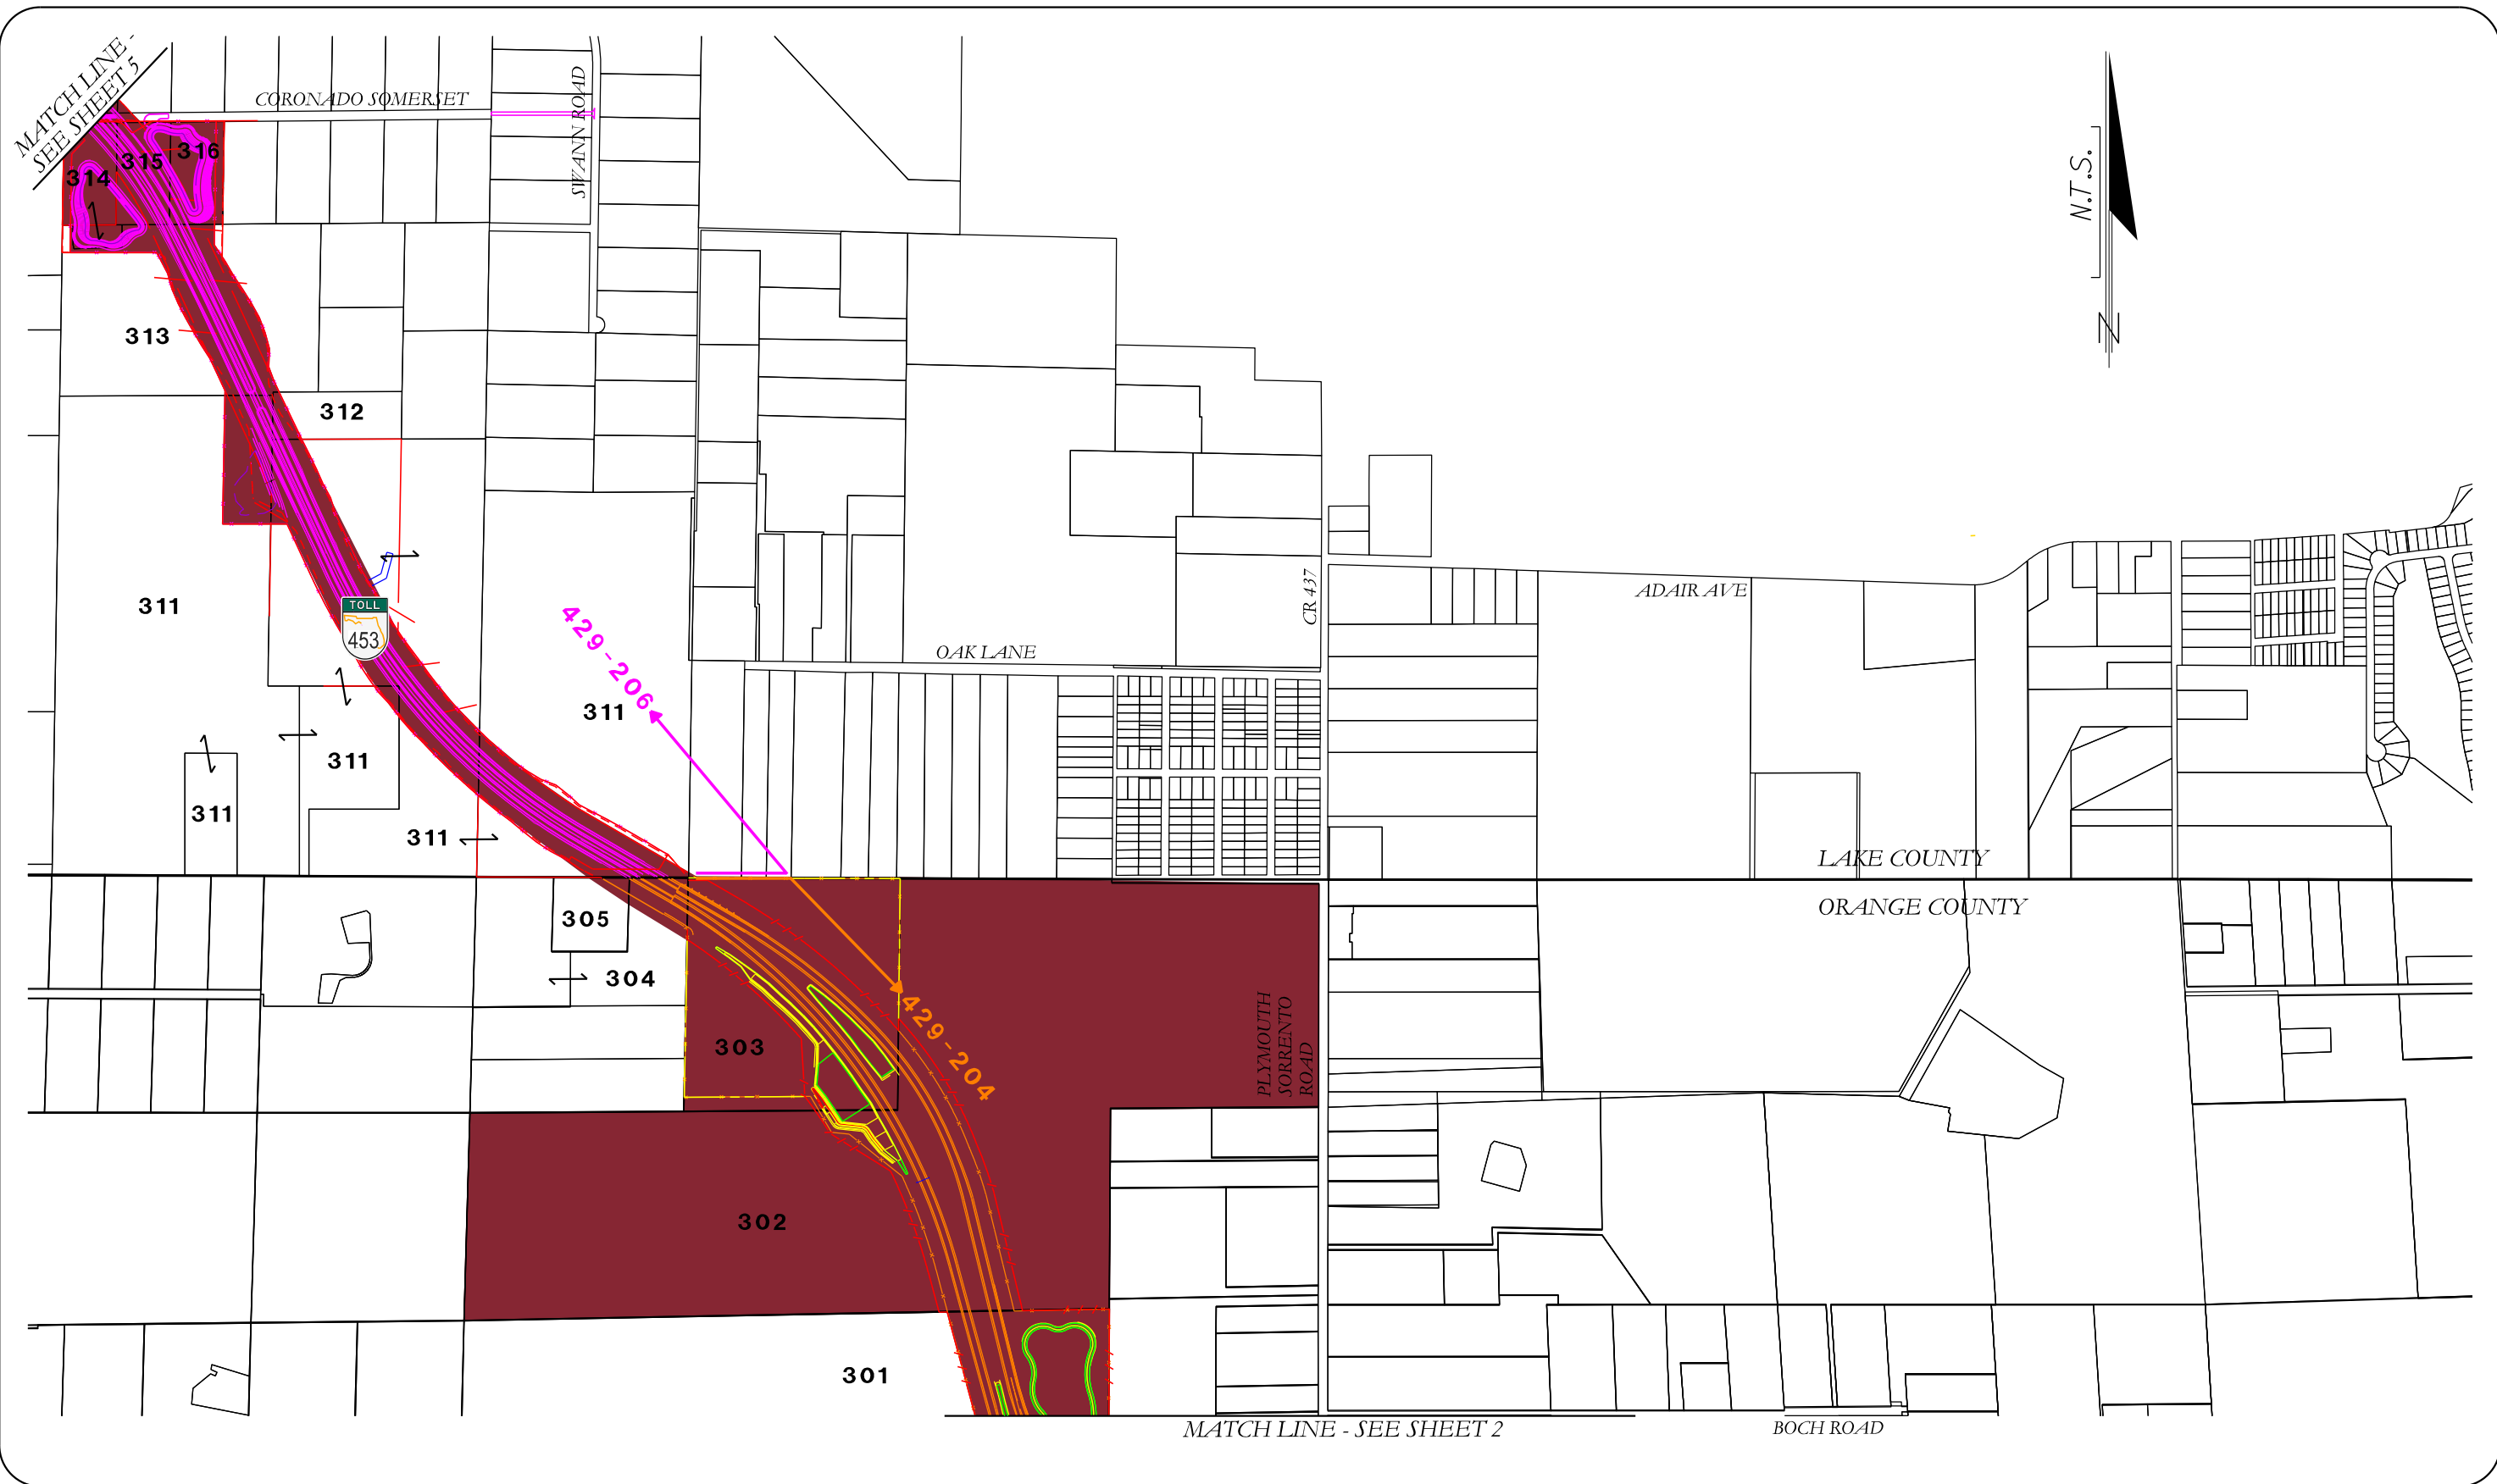 MATCH LINE -
SEE SHEET 5
CORONADO SOMERSET
SWANN ROAD
N.T.S.
N
316
315
314
313
312
311
TOLL
453
429-206
311
311
311
311
OAK LANE
CR 437
ADAIR AVE
LAKE COUNTY
ORANGE COUNTY
305
304
303
429-204
PLYMOUTH
SORRENTO
ROAD
302
301
MATCH LINE - SEE SHEET 2
BOCH ROAD